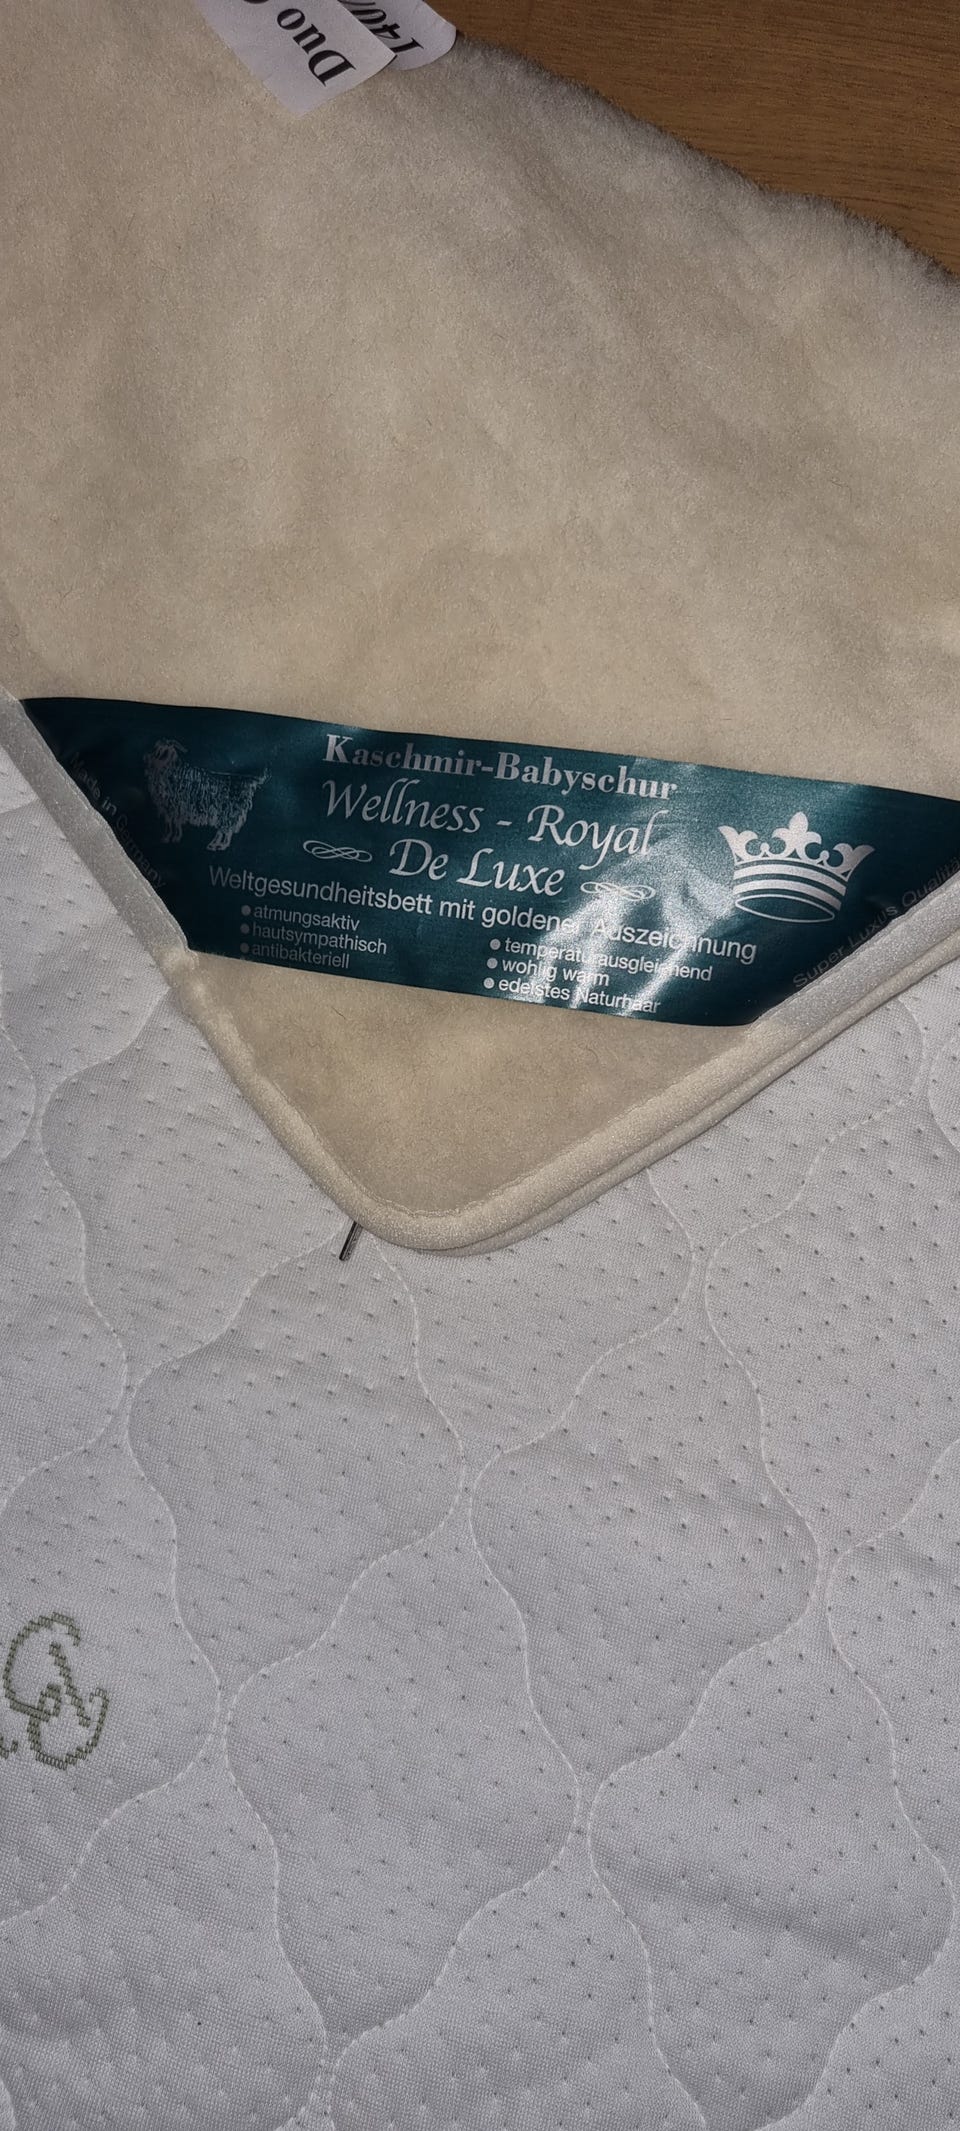 Duo
140/
Kaschmir-Babyschur
Wellness - Royal
De Luxe
Weltgesundheitsbett mit goldener Auszeichnung
atmungsaktiv
hautsympathisch
antibakteriell
temperaturausgleichend
wohlig warm
edelstes Naturhaar
Made in Germany
Super Luxus Qualität